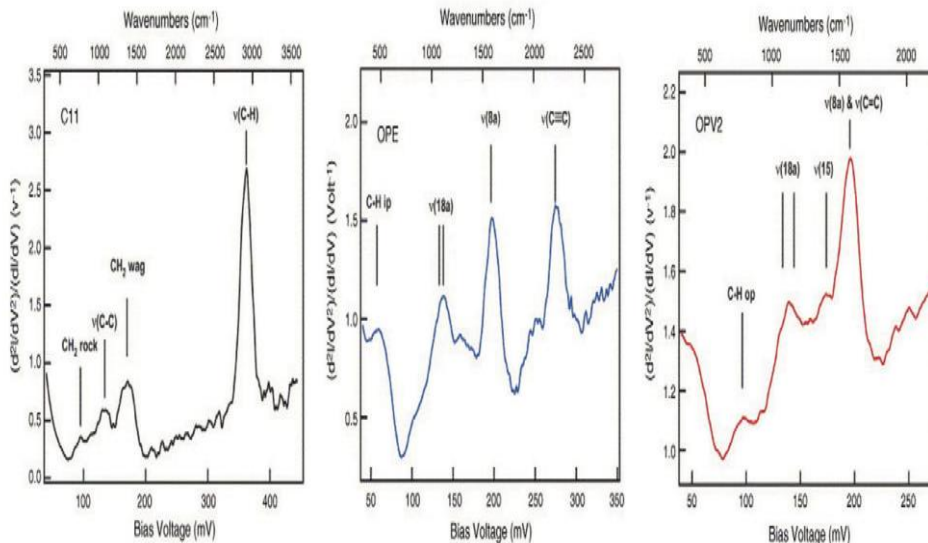 Wavenumbers (cm⁻¹)
500 1000 1500 2000 2500 3000 3500
3.5
3.0
2.5
2.0
1.5
1.0
0.5
0.0
(d²I/dV²)/(dI/dV) (v⁻¹)
C11
ν(C-H)
CH₂ wag
ν(C-C)
CH₂ rock
100 200 300 400
Bias Voltage (mV)
Wavenumbers (cm⁻¹)
500 1000 1500 2000 2500
2.0
1.5
1.0
0.5
(d²I/dV²)/(dI/dV) (Volt⁻¹)
OPE
ν(8a)
ν(C≡C)
C-H ip
ν(18a)
50 100 150 200 250 300 350
Bias Voltage (mV)
Wavenumbers (cm⁻¹)
500 1000 1500 2000
2.2
2.0
1.8
1.6
1.4
1.2
1.0
(d²I/dV²)/(dI/dV) (v⁻¹)
ν(8a) & ν(C=C)
OPV2
ν(18a)
ν(15)
C-H op
50 100 150 200 250
Bias Voltage (mV)